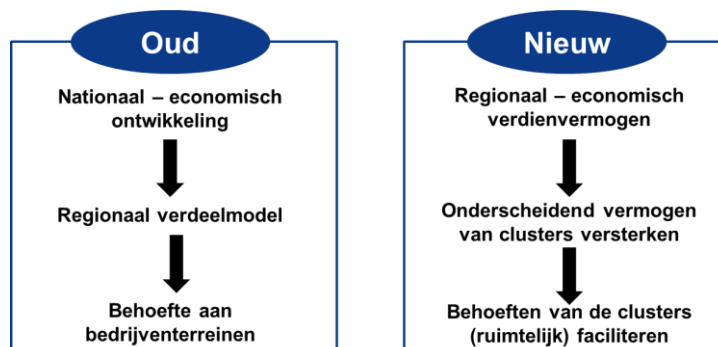 Oud
Nationaal – economisch
ontwikkeling
Regionaal verdeelmodel
Behoefte aan
bedrijventerreinen
Nieuw
Regionaal – economisch
verdienvermogen
Onderscheidend vermogen
van clusters versterken
Behoeften van de clusters
(ruimtelijk) faciliteren